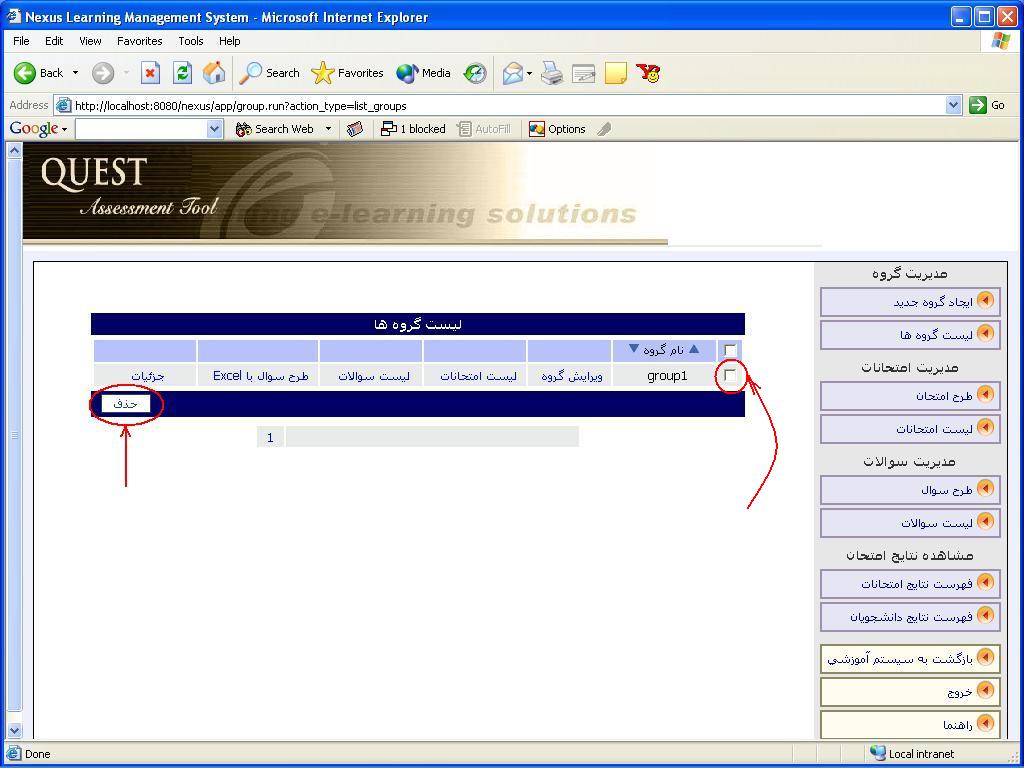 Nexus Learning Management System - Microsoft Internet Explorer
File Edit View Favorites Tools Help
Back Search Favorites Media
Address http://localhost:8080/nexus/app/group.run?action_type=list_groups Go
Google Search Web 1 blocked AutoFill Options
QUEST
Assessment Tool
e-learning solutions
لیست گروه ها
نام گروه
group1 ویرایش گروه لیست امتحانات لیست سوالات طرح سوال با Excel جزئیات
حذف
1
مدیریت گروه
ایجاد گروه جدید
لیست گروه ها
مدیریت امتحانات
طرح امتحان
لیست امتحانات
مدیریت سوالات
طرح سوال
لیست سوالات
مشاهده نتایج امتحان
فهرست نتایج امتحانات
فهرست نتایج دانشجویان
بازگشت به سیستم آموزشي
خروج
راهنما
Done Local intranet